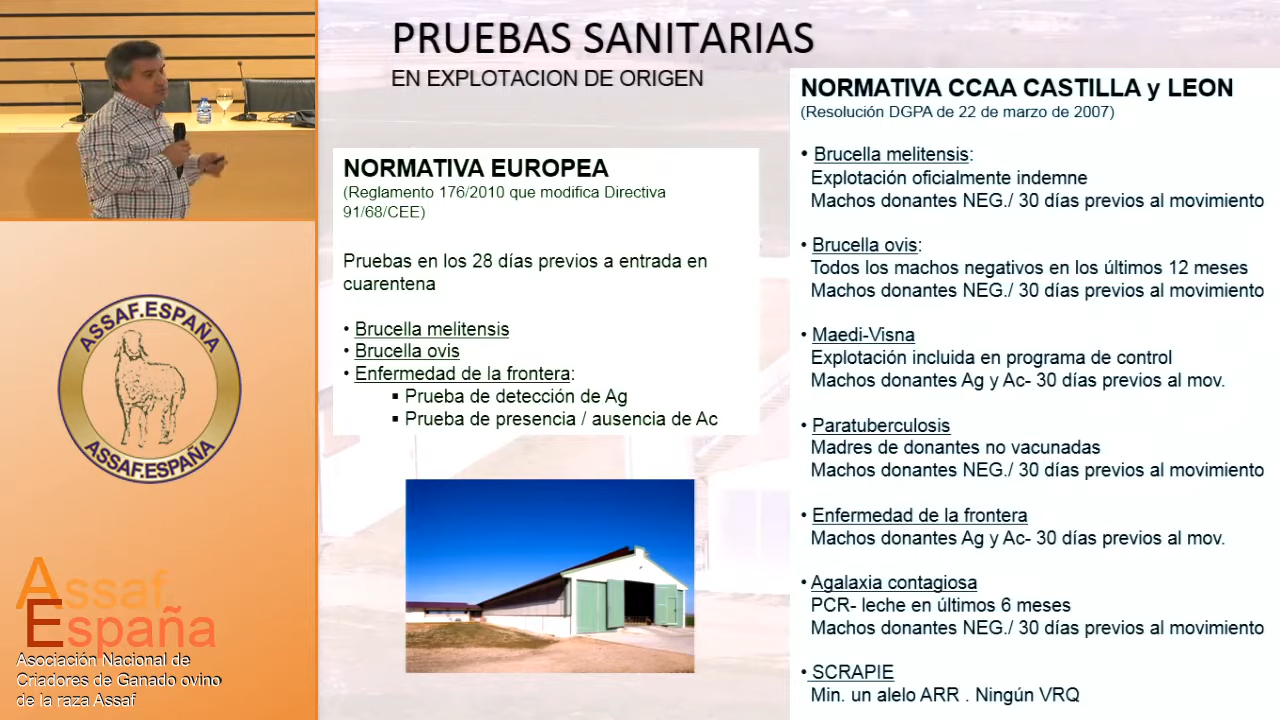 PRUEBAS SANITARIAS
EN EXPLOTACION DE ORIGEN
NORMATIVA EUROPEA
(Reglamento 176/2010 que modifica Directiva
91/68/CEE)
Pruebas en los 28 días previos a entrada en
cuarentena
• Brucella melitensis
• Brucella ovis
• Enfermedad de la frontera:
▪ Prueba de detección de Ag
▪ Prueba de presencia / ausencia de Ac
NORMATIVA CCAA CASTILLA y LEON
(Resolución DGPA de 22 de marzo de 2007)
• Brucella melitensis:
Explotación oficialmente indemne
Machos donantes NEG./ 30 días previos al movimiento
• Brucella ovis:
Todos los machos negativos en los últimos 12 meses
Machos donantes NEG./ 30 días previos al movimiento
• Maedi-Visna
Explotación incluida en programa de control
Machos donantes Ag y Ac- 30 días previos al mov.
• Paratuberculosis
Madres de donantes no vacunadas
Machos donantes NEG./ 30 días previos al movimiento
• Enfermedad de la frontera
Machos donantes Ag y Ac- 30 días previos al mov.
• Agalaxia contagiosa
PCR- leche en últimos 6 meses
Machos donantes NEG./ 30 días previos al movimiento
• SCRAPIE
Min. un alelo ARR . Ningún VRQ
ASSAF.ESPAÑA
ASSAF.ESPAÑA
Assaf.
España
Asociación Nacional de
Criadores de Ganado ovino
de la raza Assaf